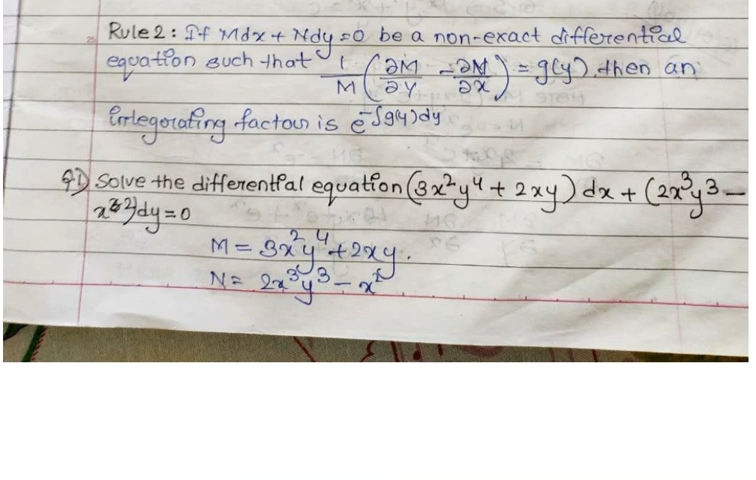 Rule 2: If Mdx + Ndy = 0 be a non-exact differential
equation such that 1/M (∂M/∂y - ∂N/∂x) = g(y), then an
integrating factor is e^-∫g(y)dy
Q1) Solve the differential equation (3x²y⁴ + 2xy) dx + (2x³y³ -
x²)dy = 0
M = 3x²y⁴ + 2xy.
N = 2x³y³ - x²